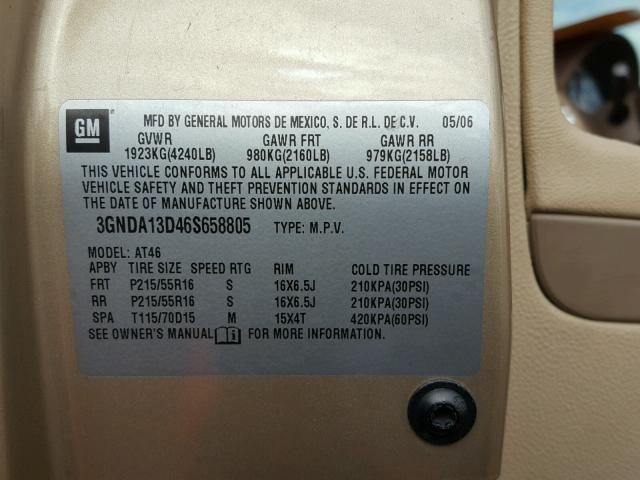 GM
MFD BY GENERAL MOTORS DE MEXICO, S. DE R.L. DE C.V. 05/06
GVWR GAWR FRT GAWR RR
1923KG(4240LB) 980KG(2160LB) 979KG(2158LB)
THIS VEHICLE CONFORMS TO ALL APPLICABLE U.S. FEDERAL MOTOR
VEHICLE SAFETY AND THEFT PREVENTION STANDARDS IN EFFECT ON
THE DATE OF MANUFACTURE SHOWN ABOVE.
3GNDA13D46S658805 TYPE: M.P.V.
MODEL: AT46
APBY TIRE SIZE SPEED RTG RIM COLD TIRE PRESSURE
FRT P215/55R16 S 16X6.5J 210KPA(30PSI)
RR P215/55R16 S 16X6.5J 210KPA(30PSI)
SPA T115/70D15 M 15X4T 420KPA(60PSI)
SEE OWNER'S MANUAL FOR MORE INFORMATION.